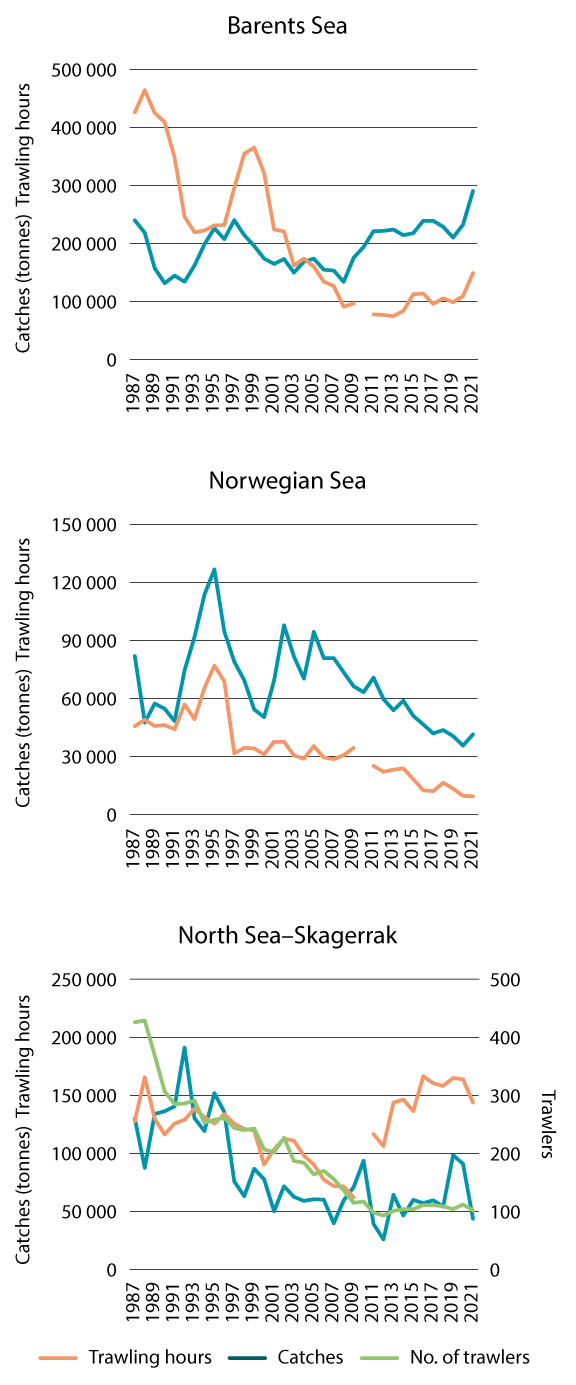 Barents Sea
Catches (tonnes) Trawling hours
500 000
400 000
300 000
200 000
100 000
0
1987 1989 1991 1993 1995 1997 1999 2001 2003 2005 2007 2009 2011 2013 2015 2017 2019 2021
Norwegian Sea
Catches (tonnes) Trawling hours
150 000
120 000
90 000
60 000
30 000
0
1987 1989 1991 1993 1995 1997 1999 2001 2003 2005 2007 2009 2011 2013 2015 2017 2019 2021
North Sea–Skagerrak
Catches (tonnes) Trawling hours
250 000 500
200 000 400
150 000 300
100 000 200
50 000 100
0 0
Trawlers
1987 1989 1991 1993 1995 1997 1999 2001 2003 2005 2007 2009 2011 2013 2015 2017 2019 2021
Trawling hours Catches No. of trawlers